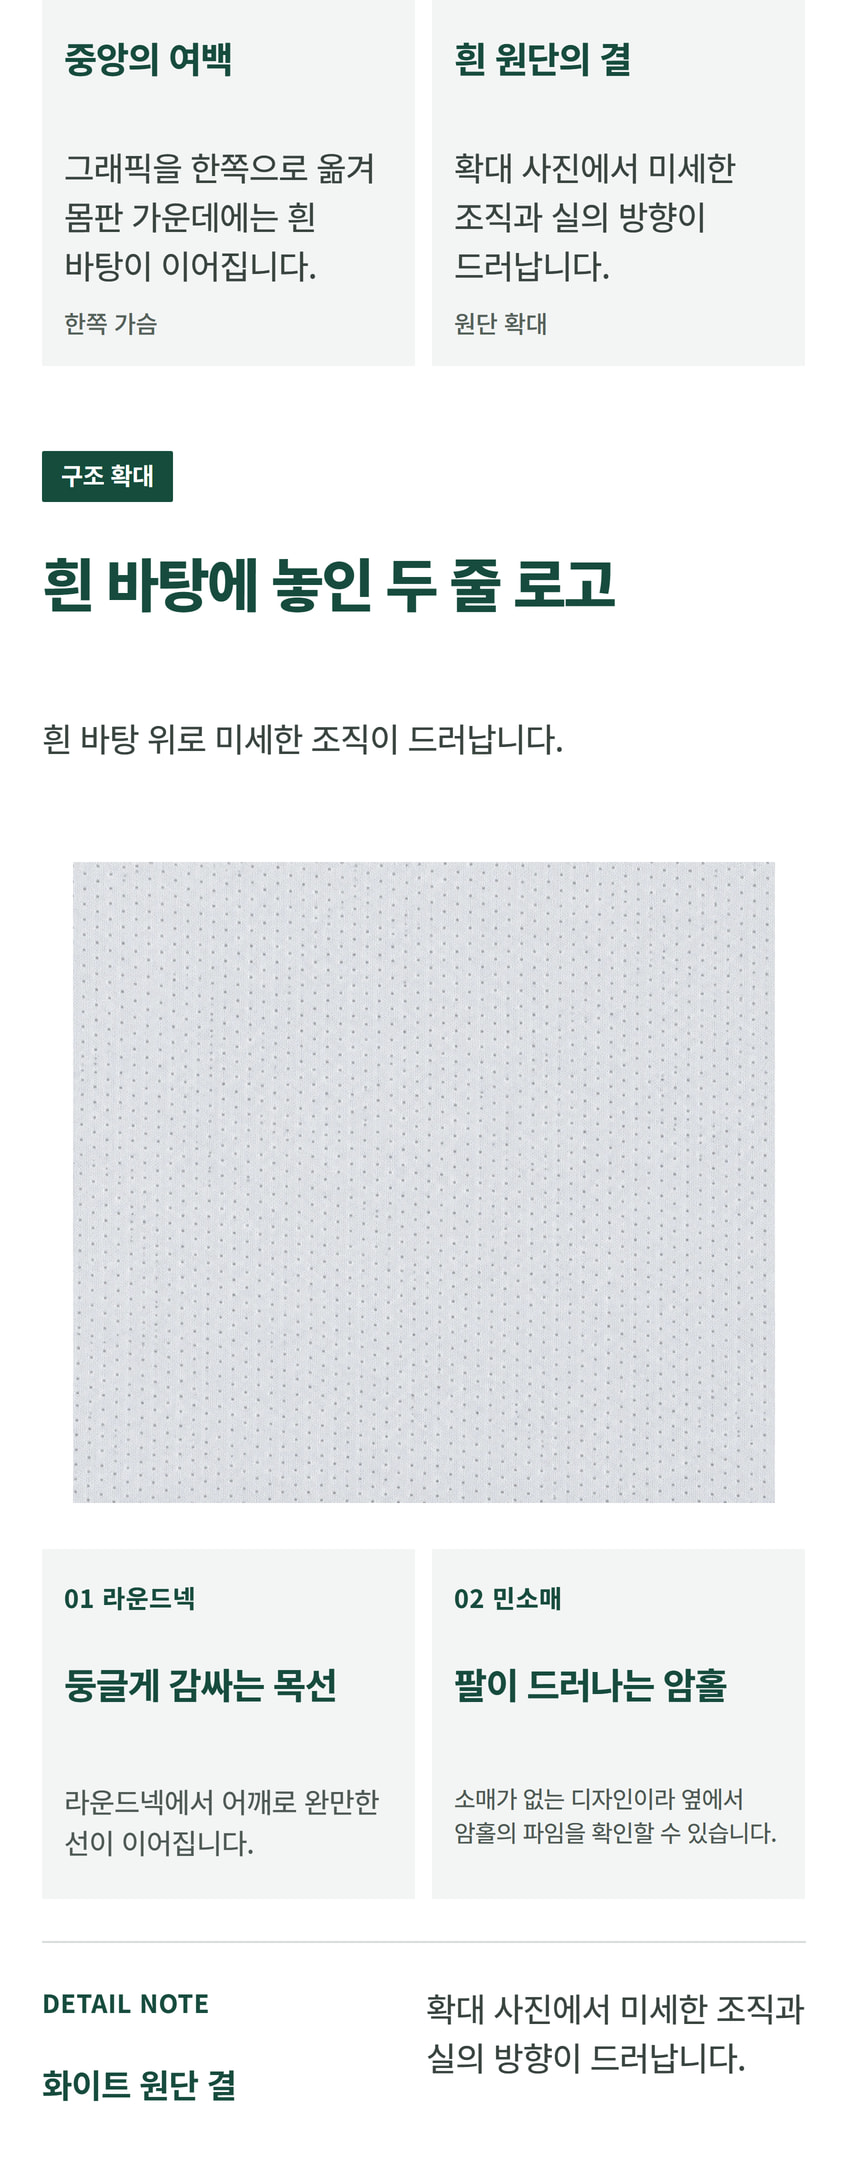 중앙의 여백
그래픽을 한쪽으로 옮겨
몸판 가운데에는 흰
바탕이 이어집니다.
한쪽 가슴
흰 원단의 결
확대 사진에서 미세한
조직과 실의 방향이
드러납니다.
원단 확대
구조 확대
흰 바탕에 놓인 두 줄 로고
흰 바탕 위로 미세한 조직이 드러납니다.
01 라운드넥
둥글게 감싸는 목선
라운드넥에서 어깨로 완만한
선이 이어집니다.
02 민소매
팔이 드러나는 암홀
소매가 없는 디자인이라 옆에서
암홀의 파임을 확인할 수 있습니다.
DETAIL NOTE
화이트 원단 결
확대 사진에서 미세한 조직과
실의 방향이 드러납니다.